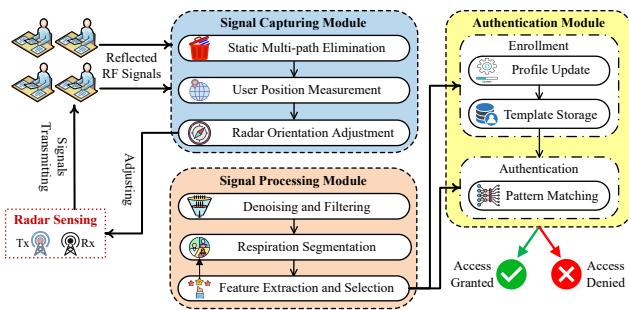 Signal Capturing Module
Static Multi-path Elimination
User Position Measurement
Radar Orientation Adjustment
Reflected
RF Signals
Transmitting
Signals
Adjusting
Radar Sensing
Tx
Rx
Signal Processing Module
Denoising and Filtering
Respiration Segmentation
Feature Extraction and Selection
Authentication Module
Enrollment
Profile Update
Template Storage
Authentication
Pattern Matching
Access
Granted
Access
Denied